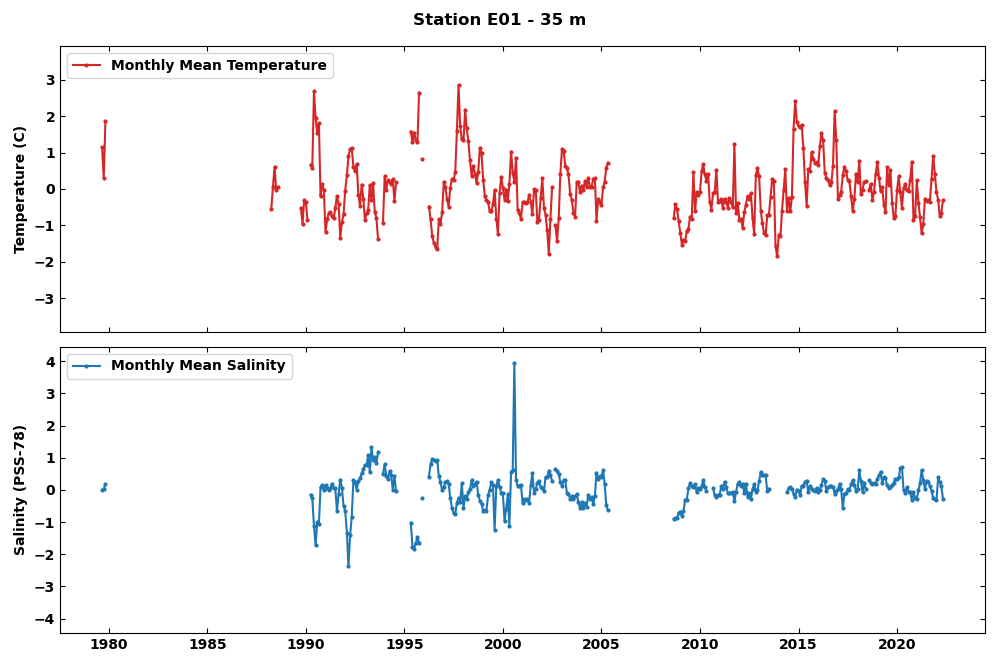 Station E01 - 35 m
Monthly Mean Temperature
Temperature (C)
3
2
1
0
−1
−2
−3
Monthly Mean Salinity
Salinity (PSS-78)
4
3
2
1
0
−1
−2
−3
−4
1980 1985 1990 1995 2000 2005 2010 2015 2020